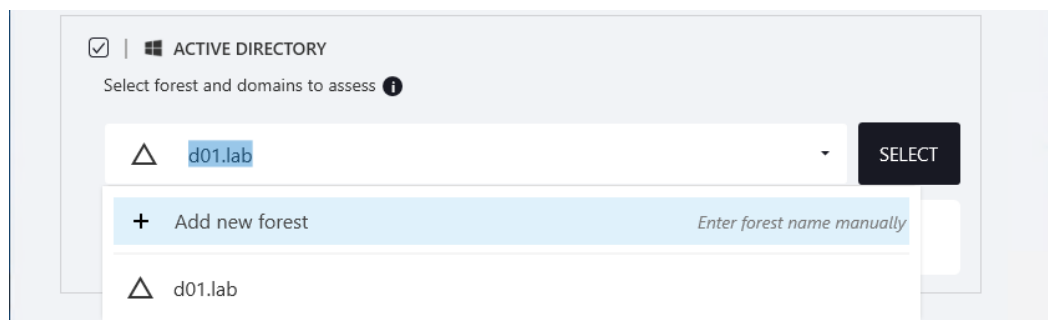 ACTIVE DIRECTORY
Select forest and domains to assess
d01.lab
SELECT
Add new forest
Enter forest name manually
d01.lab